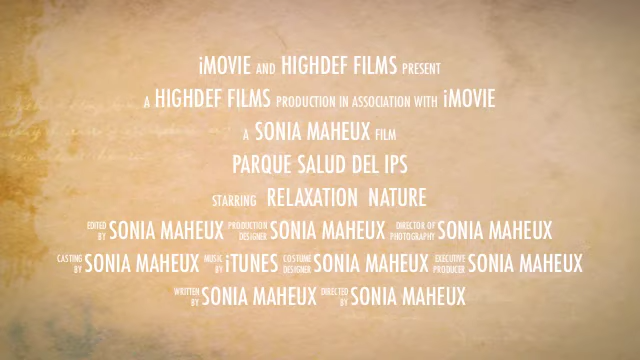 iMOVIE AND HIGHDEF FILMS PRESENT
A HIGHDEF FILMS PRODUCTION IN ASSOCIATION WITH iMOVIE
A SONIA MAHEUX FILM
PARQUE SALUD DEL IPS
STARRING RELAXATION NATURE
EDITED BY SONIA MAHEUX PRODUCTION DESIGNER SONIA MAHEUX DIRECTOR OF PHOTOGRAPHY SONIA MAHEUX
CASTING BY SONIA MAHEUX MUSIC BY iTUNES COSTUME DESIGNER SONIA MAHEUX EXECUTIVE PRODUCER SONIA MAHEUX
WRITTEN BY SONIA MAHEUX DIRECTED BY SONIA MAHEUX